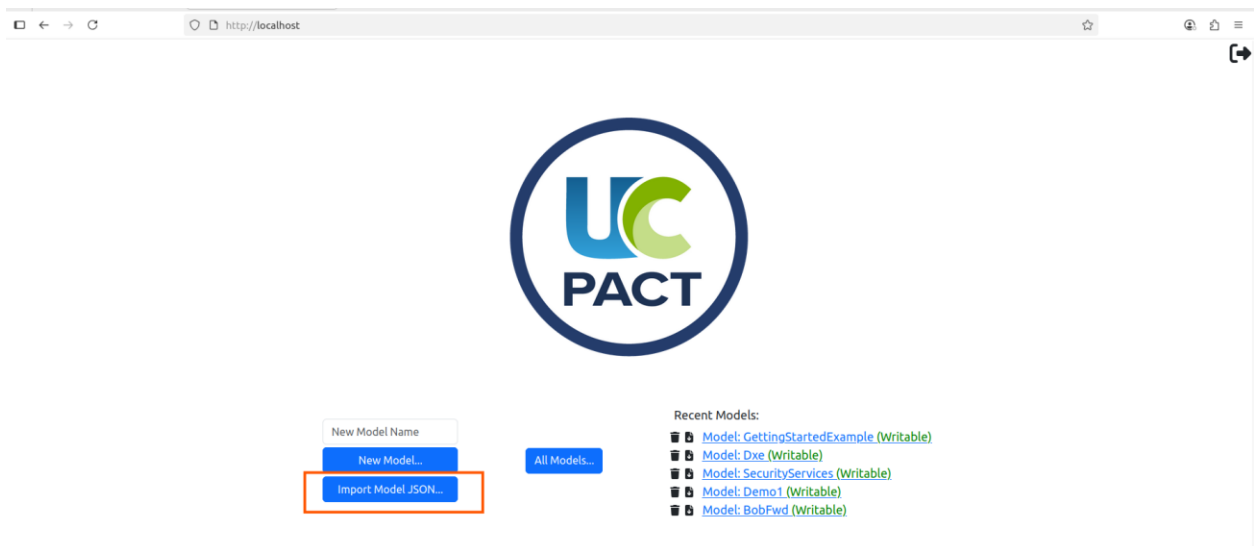 http://localhost
UC
PACT
New Model Name
New Model...
Import Model JSON...
All Models...
Recent Models:
Model: GettingStartedExample (Writable)
Model: Dxe (Writable)
Model: SecurityServices (Writable)
Model: Demo1 (Writable)
Model: BobFwd (Writable)